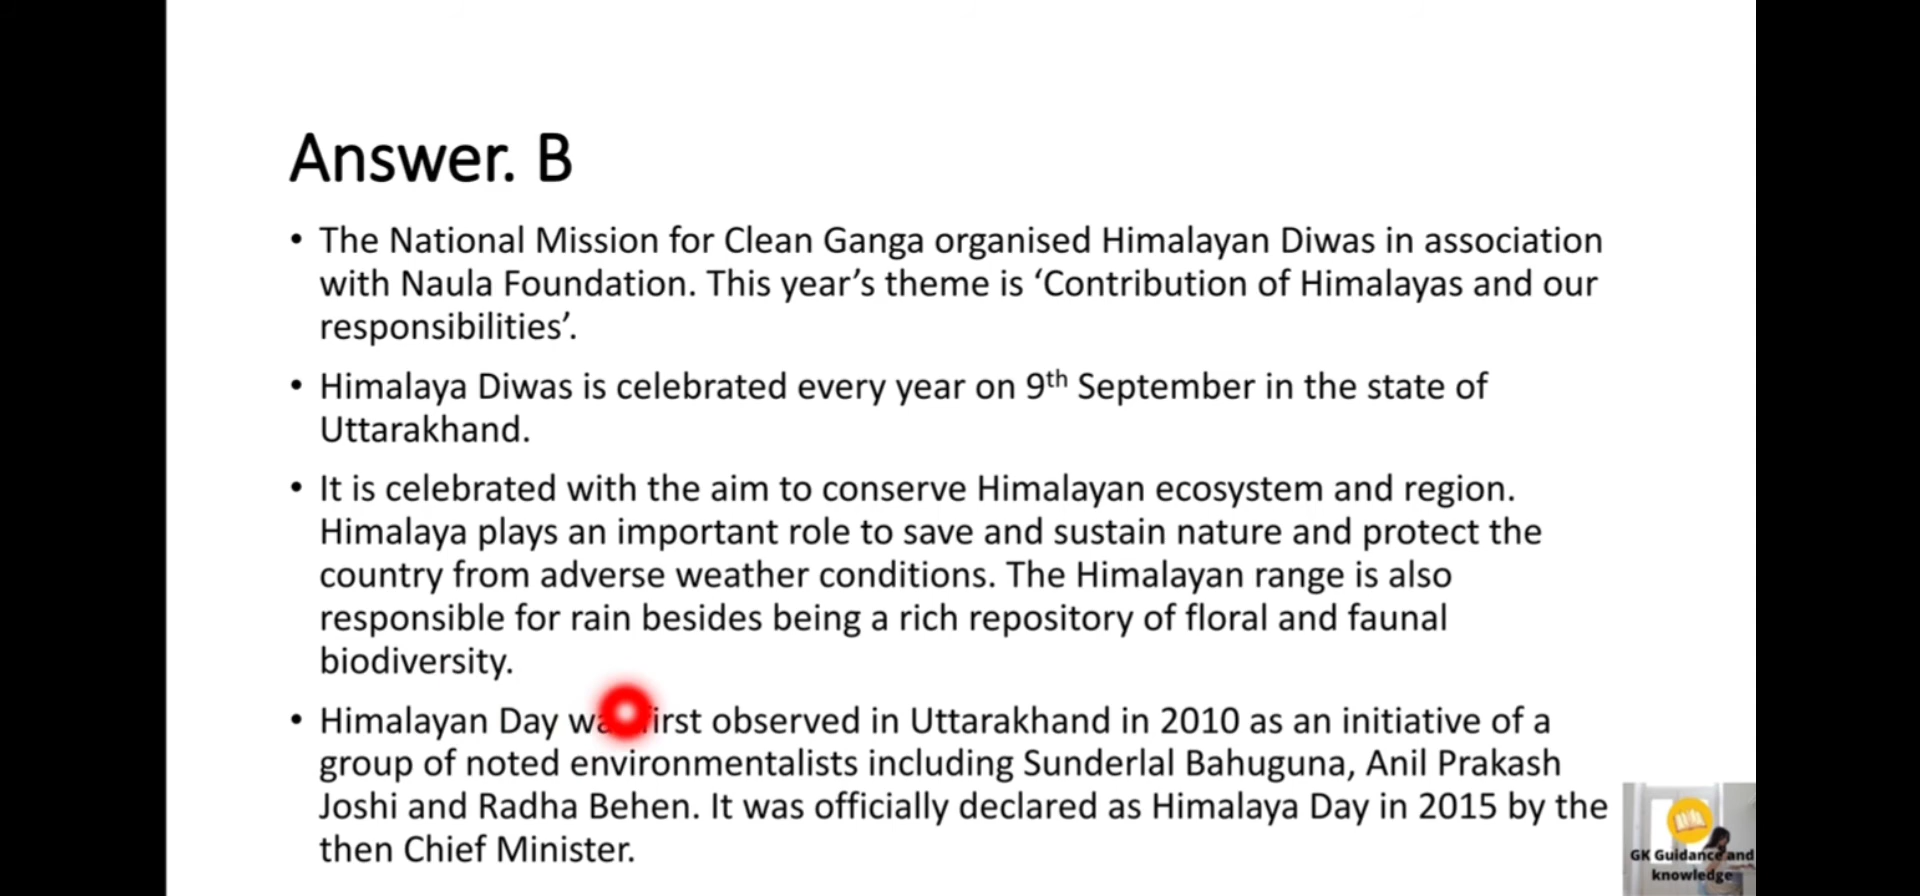 Answer. B
• The National Mission for Clean Ganga organised Himalayan Diwas in association
with Naula Foundation. This year’s theme is ‘Contribution of Himalayas and our
responsibilities’.
• Himalaya Diwas is celebrated every year on 9th September in the state of
Uttarakhand.
• It is celebrated with the aim to conserve Himalayan ecosystem and region.
Himalaya plays an important role to save and sustain nature and protect the
country from adverse weather conditions. The Himalayan range is also
responsible for rain besides being a rich repository of floral and faunal
biodiversity.
• Himalayan Day was first observed in Uttarakhand in 2010 as an initiative of a
group of noted environmentalists including Sunderlal Bahuguna, Anil Prakash
Joshi and Radha Behen. It was officially declared as Himalaya Day in 2015 by the
then Chief Minister.
GK Guidance and
knowledge